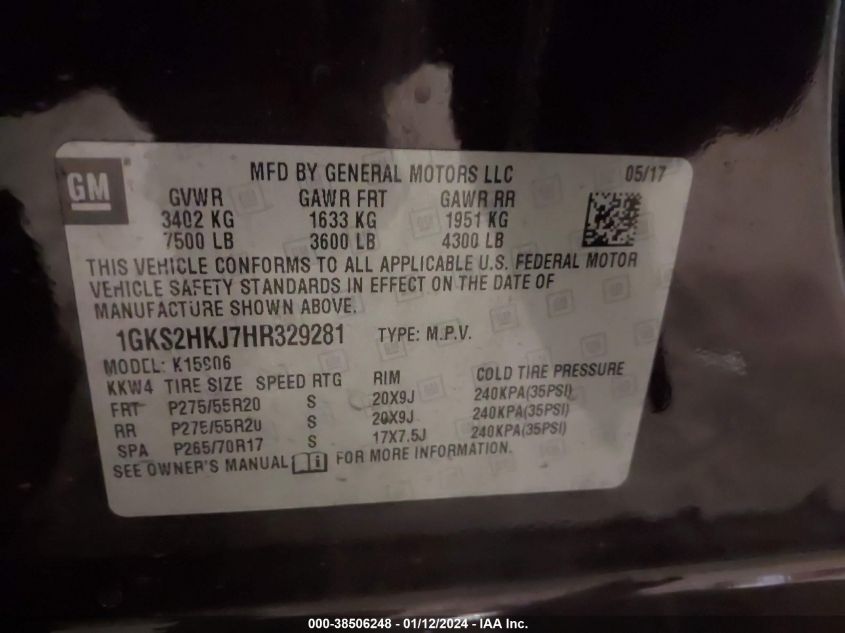 GM
MFD BY GENERAL MOTORS LLC 05/17
GVWR GAWR FRT GAWR RR
3402 KG 1633 KG 1951 KG
7500 LB 3600 LB 4300 LB
THIS VEHICLE CONFORMS TO ALL APPLICABLE U.S. FEDERAL MOTOR
VEHICLE SAFETY STANDARDS IN EFFECT ON THE DATE OF
MANUFACTURE SHOWN ABOVE.
1GKS2HKJ7HR329281 TYPE: M.P.V.
MODEL: K15906
KKW4 TIRE SIZE SPEED RTG RIM COLD TIRE PRESSURE
FRT P275/55R20 S 20X9J 240KPA(35PSI)
RR P275/55R20 S 20X9J 240KPA(35PSI)
SPA P265/70R17 S 17X7.5J 240KPA(35PSI)
SEE OWNER'S MANUAL FOR MORE INFORMATION.
000-38506248 - 01/12/2024 - IAA Inc.